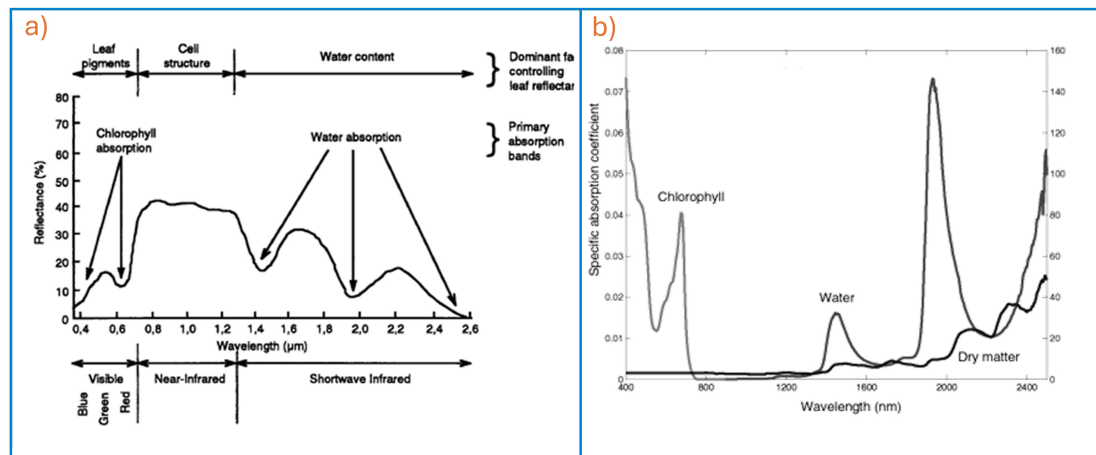 a)
Leaf pigments
Cell structure
Water content
Dominant fa
controlling
leaf reflectar
80
70
60
50
40
30
20
10
0
Reflectance (%)
Chlorophyll absorption
Water absorption
Primary
absorption
bands
0,4 0,6 0,8 1,0 1,2 1,4 1,6 1,8 2,0 2,2 2,4 2,6
Wavelength (µm)
Visible
Near-Infrared
Shortwave Infrared
Blue
Green
Red
b)
0.08
0.07
0.06
0.05
0.04
0.03
0.02
0.01
0
Specific absorption coefficient
160
140
120
100
80
60
40
20
0
Chlorophyll
Water
Dry matter
400 800 1200 1600 2000 2400
Wavelength (nm)